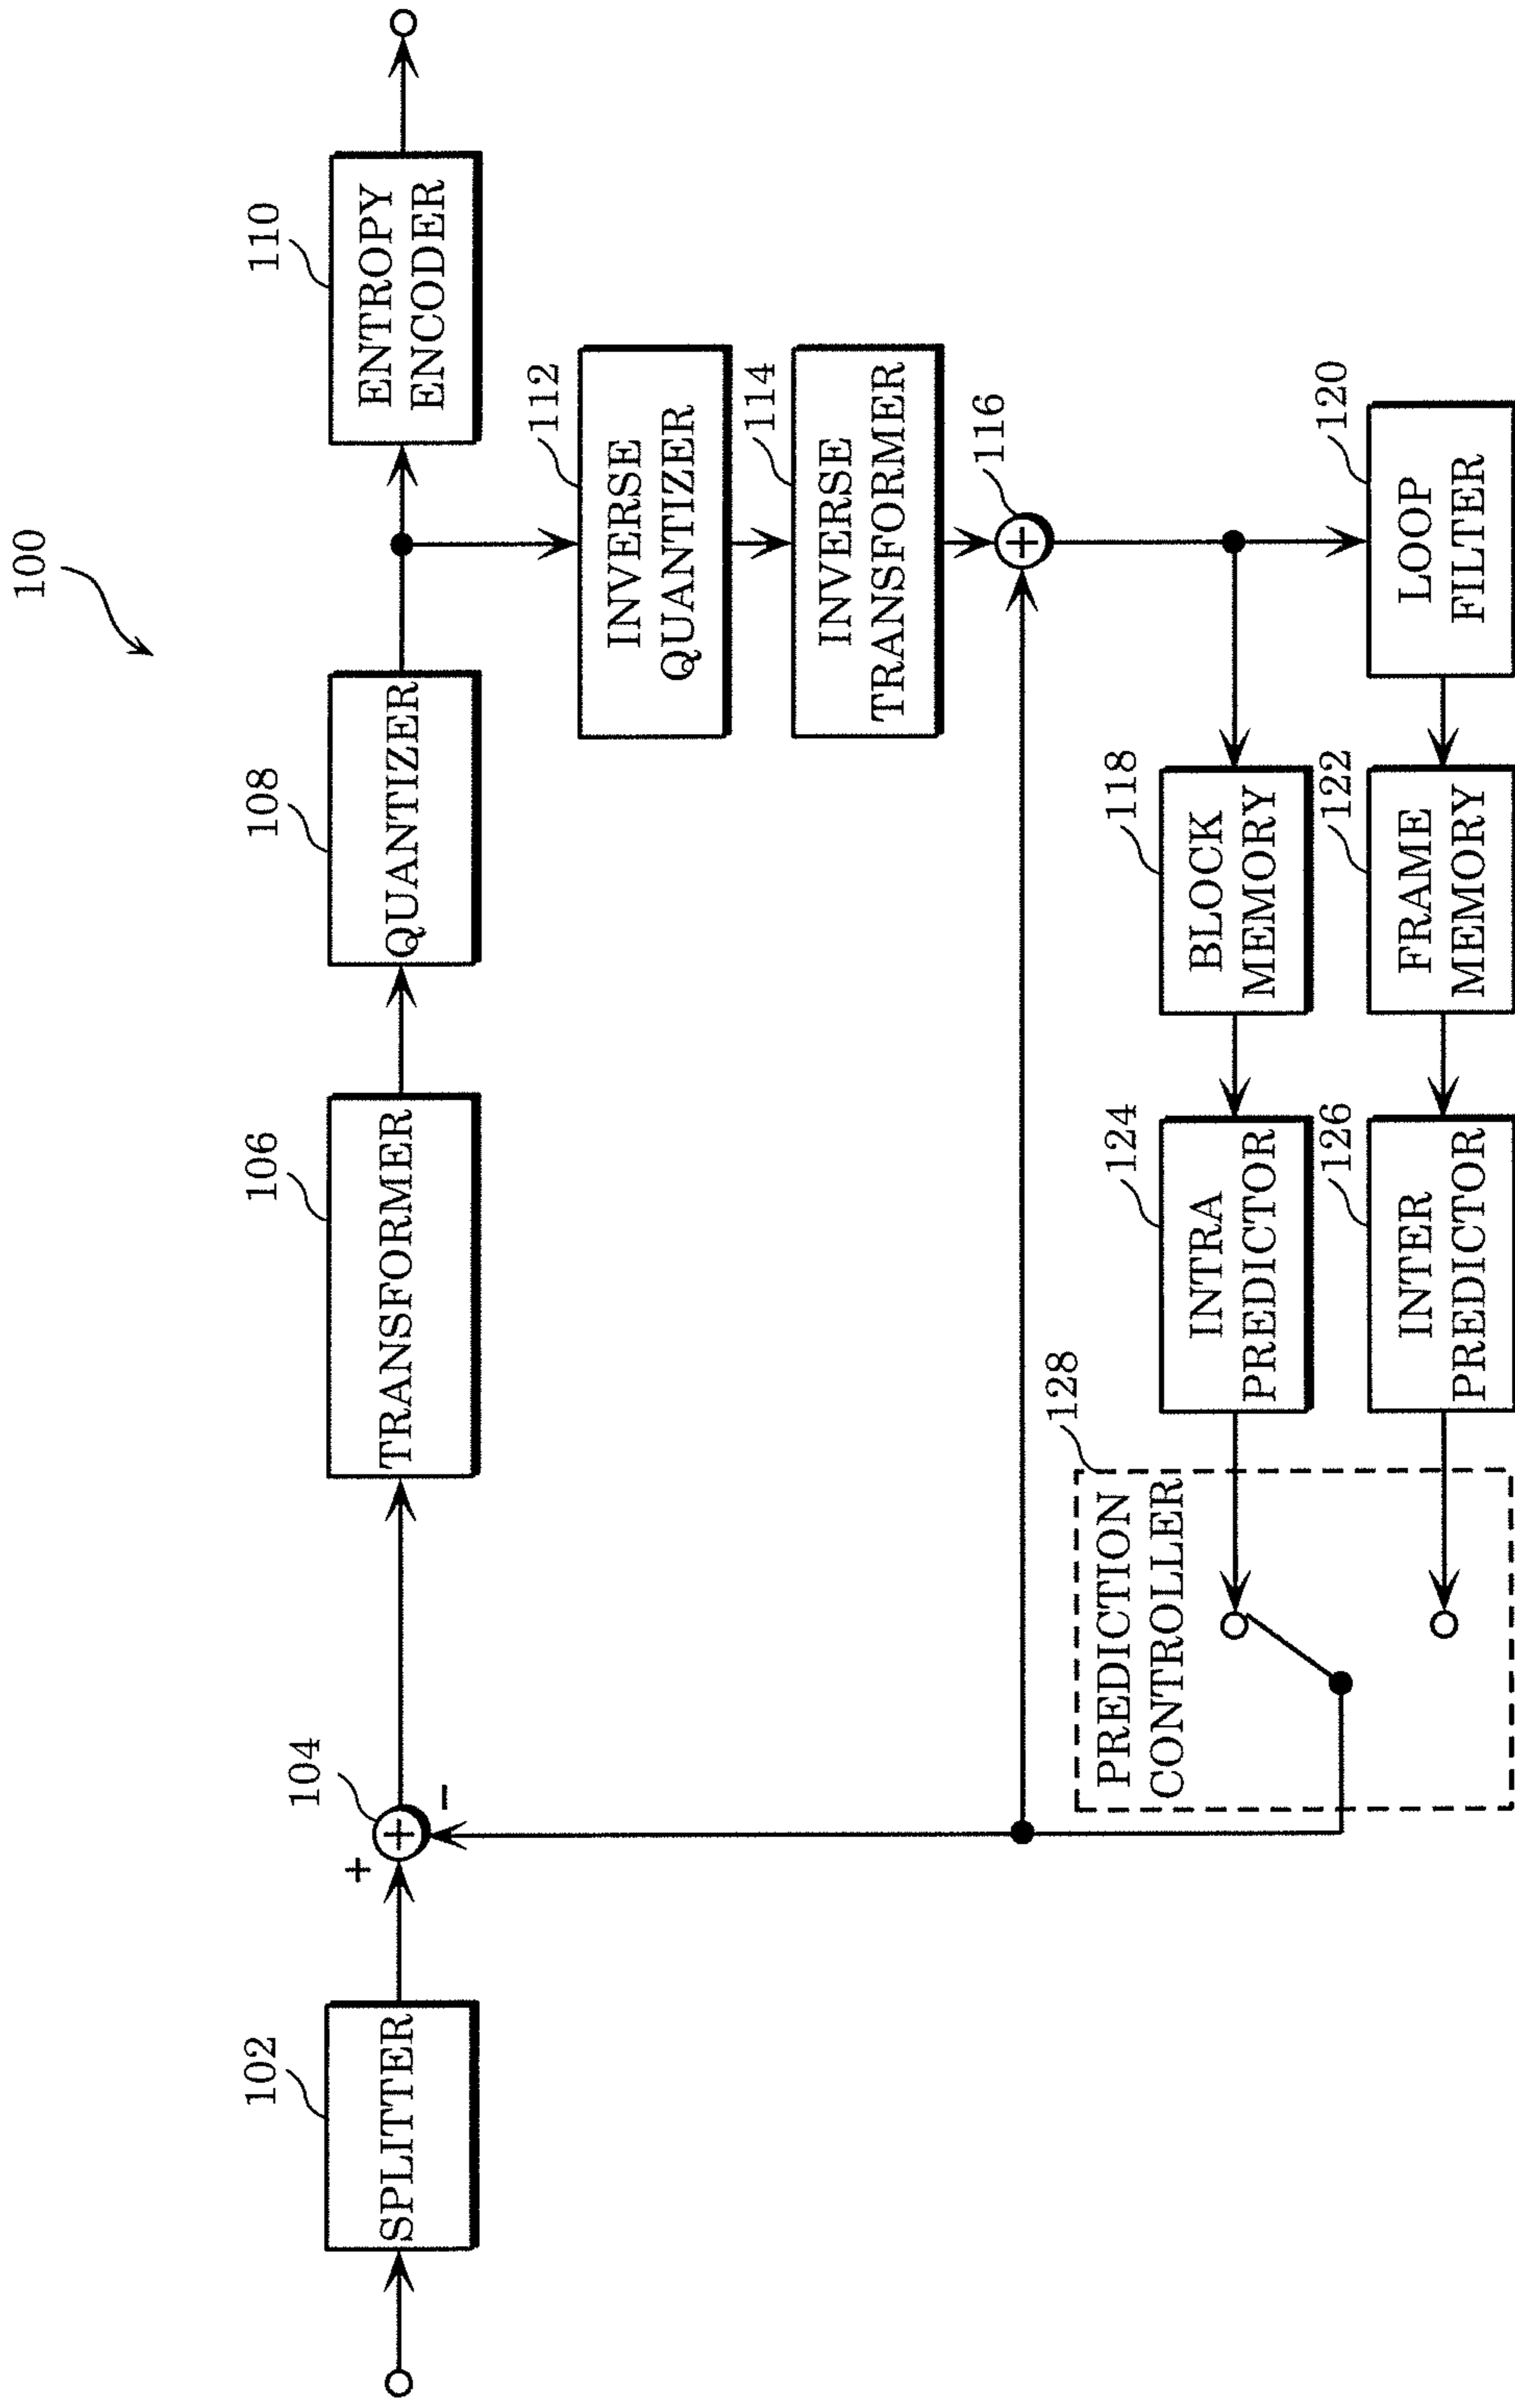 100
102
SPLITTER
104
+
−
106
TRANSFORMER
108
QUANTIZER
110
ENTROPY
ENCODER
112
INVERSE
QUANTIZER
114
INVERSE
TRANSFORMER
116
118
BLOCK
MEMORY
120
LOOP
FILTER
122
FRAME
MEMORY
124
INTRA
PREDICTOR
126
INTER
PREDICTOR
128
PREDICTION
CONTROLLER